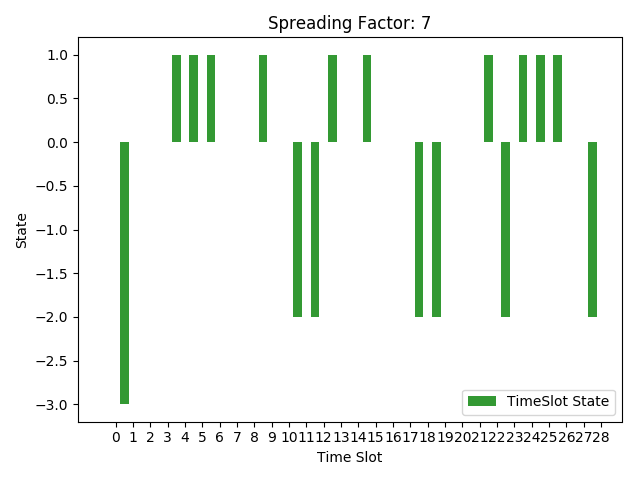 Spreading Factor: 7
1.0
0.5
0.0
−0.5
−1.0
−1.5
−2.0
−2.5
−3.0
State
TimeSlot State
0 1 2 3 4 5 6 7 8 9 10 11 12 13 14 15 16 17 18 19 20 21 22 23 24 25 26 27 28
Time Slot